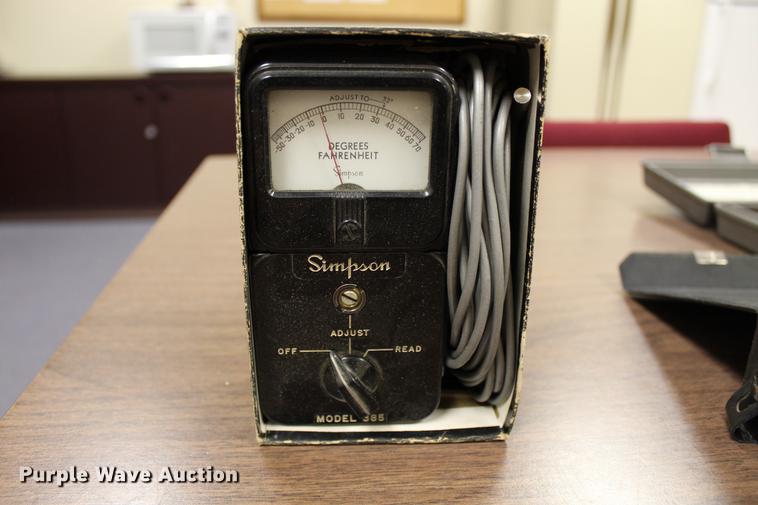 ADJUST TO 32°
-50 -30 -20 -10 0 10 20 30 40 50 60 70
DEGREES
FAHRENHEIT
Simpson
Simpson
ADJUST
OFF READ
MODEL 385
Purple Wave Auction